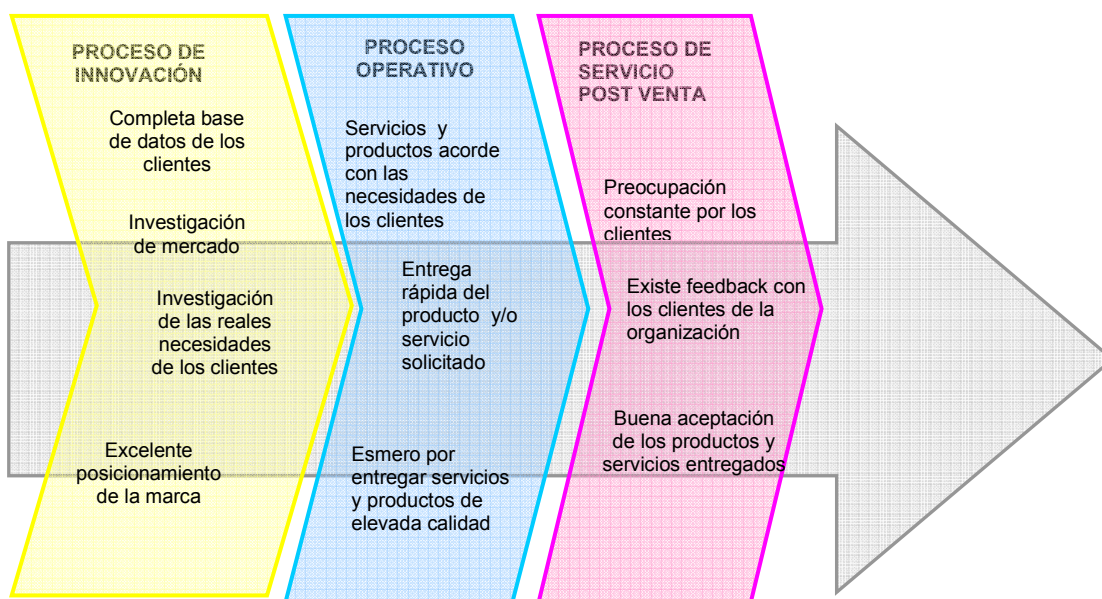 PROCESO DE
INNOVACIÓN
Completa base
de datos de los
clientes
Investigación
de mercado
Investigación
de las reales
necesidades
de los clientes
Excelente
posicionamiento
de la marca
PROCESO
OPERATIVO
Servicios y
productos acorde
con las
necesidades de
los clientes
Entrega
rápida del
producto y/o
servicio
solicitado
Esmero por
entregar servicios
y productos de
elevada calidad
PROCESO DE
SERVICIO
POST VENTA
Preocupación
constante por los
clientes
Existe feedback con
los clientes de la
organización
Buena aceptación
de los productos y
servicios entregados